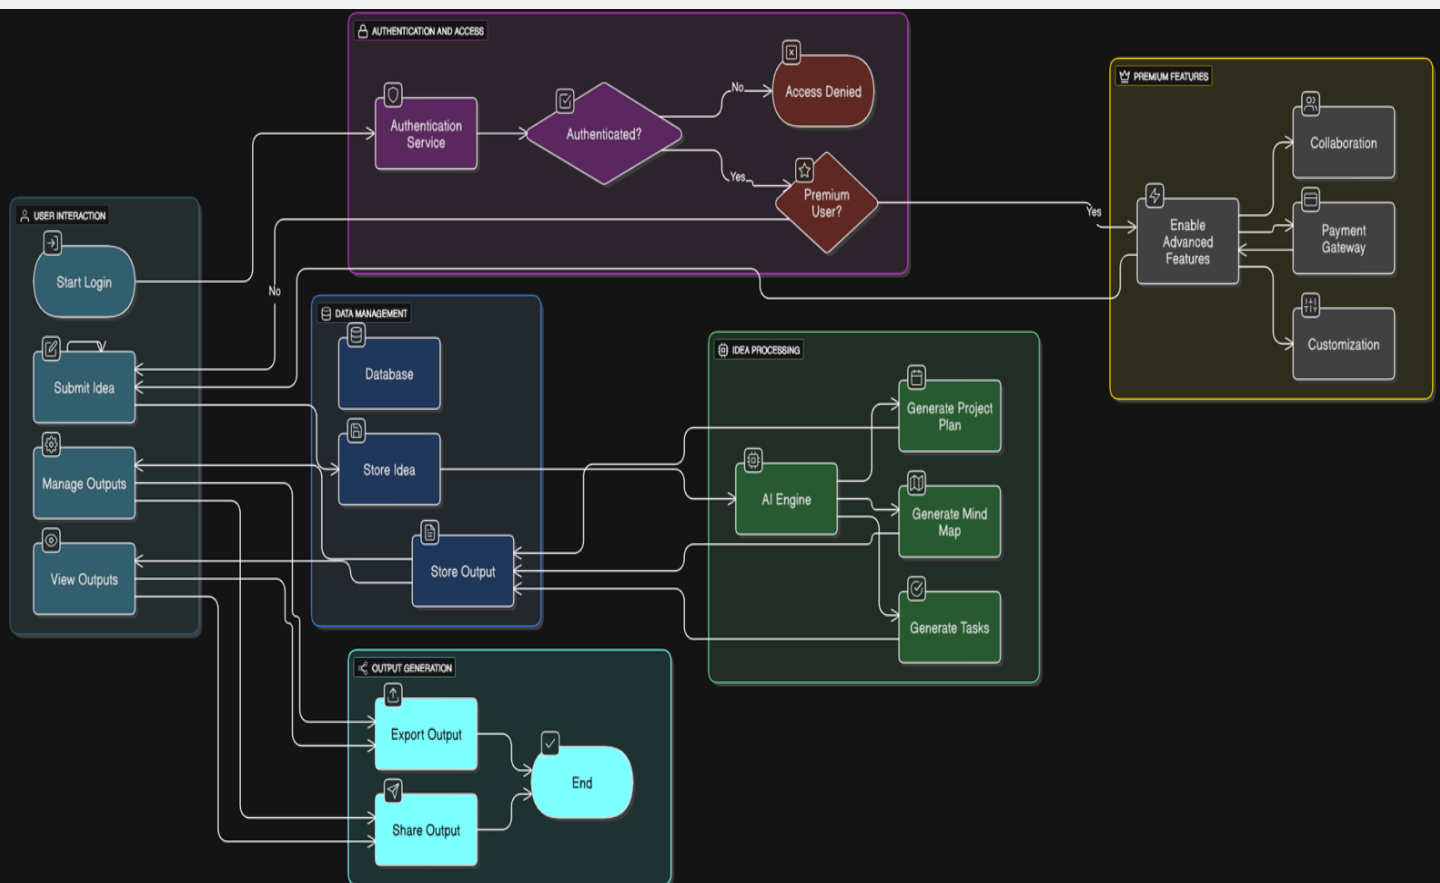 AUTHENTICATION AND ACCESS
Authentication
Service
Authenticated?
No
Access Denied
Yes
Premium
User?
Yes
PREMIUM FEATURES
Collaboration
Enable
Advanced
Features
Payment
Gateway
Customization
USER INTERACTION
Start Login
No
Submit Idea
Manage Outputs
View Outputs
DATA MANAGEMENT
Database
Store Idea
Store Output
IDEA PROCESSING
Generate Project
Plan
AI Engine
Generate Mind
Map
Generate Tasks
OUTPUT GENERATION
Export Output
End
Share Output